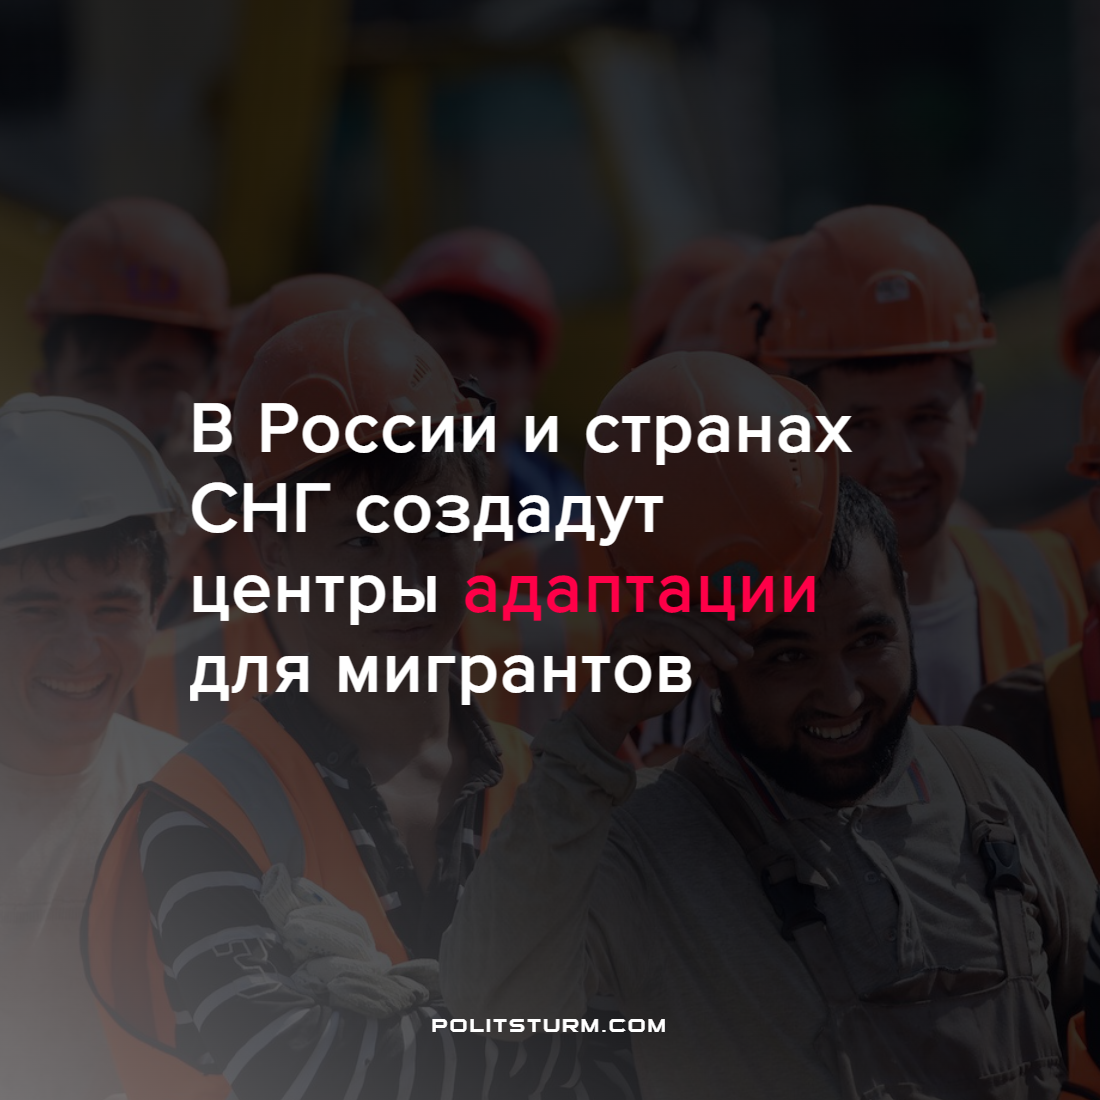 В России и странах
СНГ создадут
центры адаптации
для мигрантов
POLITSTURM.COM